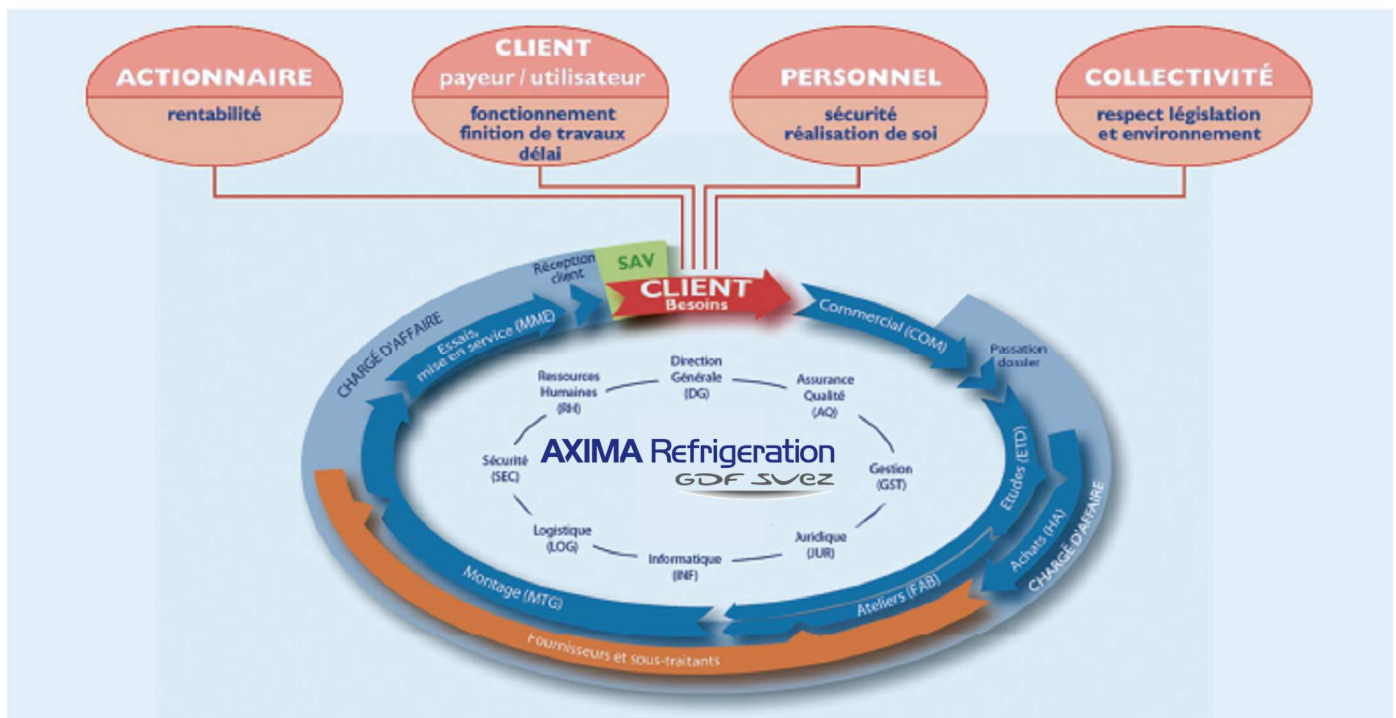 ACTIONNAIRE
rentabilité
CLIENT
payeur / utilisateur
fonctionnement
finition de travaux
délai
PERSONNEL
sécurité
réalisation de soi
COLLECTIVITÉ
respect législation
et environnement
SAV
Réception
client
CLIENT
Besoins
Commercial (COM)
Passation
dossier
CHARGÉ D'AFFAIRE
Essais,
mise en service (MME)
Direction
Générale
(DG)
Ressources
Humaines
(RH)
Assurance
Qualité
(AQ)
AXIMA Refrigeration
GDF SUEZ
Sécurité
(SEC)
Gestion
(GST)
Etudes (ETD)
Achats (HA)
CHARGÉ D'AFFAIRE
Logistique
(LOG)
Juridique
(JUR)
Informatique
(INF)
Montage (MTG)
Ateliers (FAB)
Fournisseurs et sous-traitants